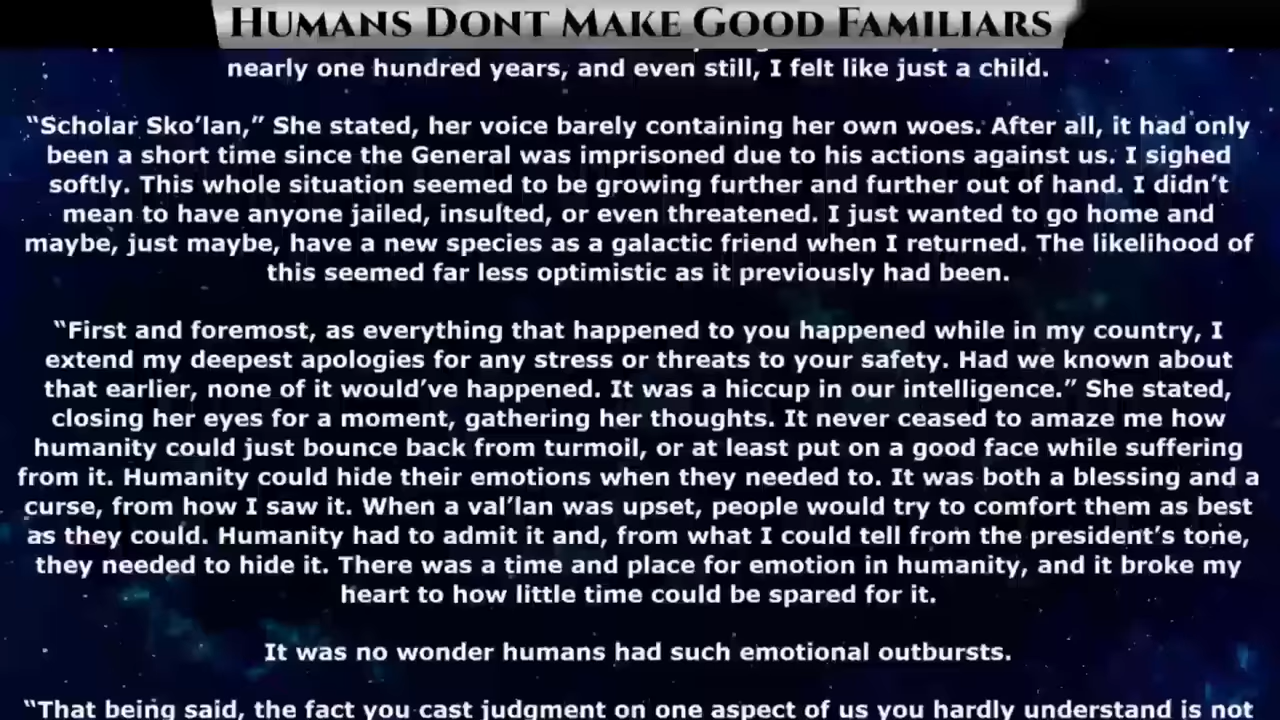 HUMANS DONT MAKE GOOD FAMILIARS
nearly one hundred years, and even still, I felt like just a child.
“Scholar Sko’lan,” She stated, her voice barely containing her own woes. After all, it had only
been a short time since the General was imprisoned due to his actions against us. I sighed
softly. This whole situation seemed to be growing further and further out of hand. I didn’t
mean to have anyone jailed, insulted, or even threatened. I just wanted to go home and
maybe, just maybe, have a new species as a galactic friend when I returned. The likelihood of
this seemed far less optimistic as it previously had been.
“First and foremost, as everything that happened to you happened while in my country, I
extend my deepest apologies for any stress or threats to your safety. Had we known about
that earlier, none of it would’ve happened. It was a hiccup in our intelligence.” She stated,
closing her eyes for a moment, gathering her thoughts. It never ceased to amaze me how
humanity could just bounce back from turmoil, or at least put on a good face while suffering
from it. Humanity could hide their emotions when they needed to. It was both a blessing and a
curse, from how I saw it. When a val’lan was upset, people would try to comfort them as best
as they could. Humanity had to admit it and, from what I could tell from the president’s tone,
they needed to hide it. There was a time and place for emotion in humanity, and it broke my
heart to how little time could be spared for it.
It was no wonder humans had such emotional outbursts.
“That being said, the fact you cast judgment on one aspect of us you hardly understand is not